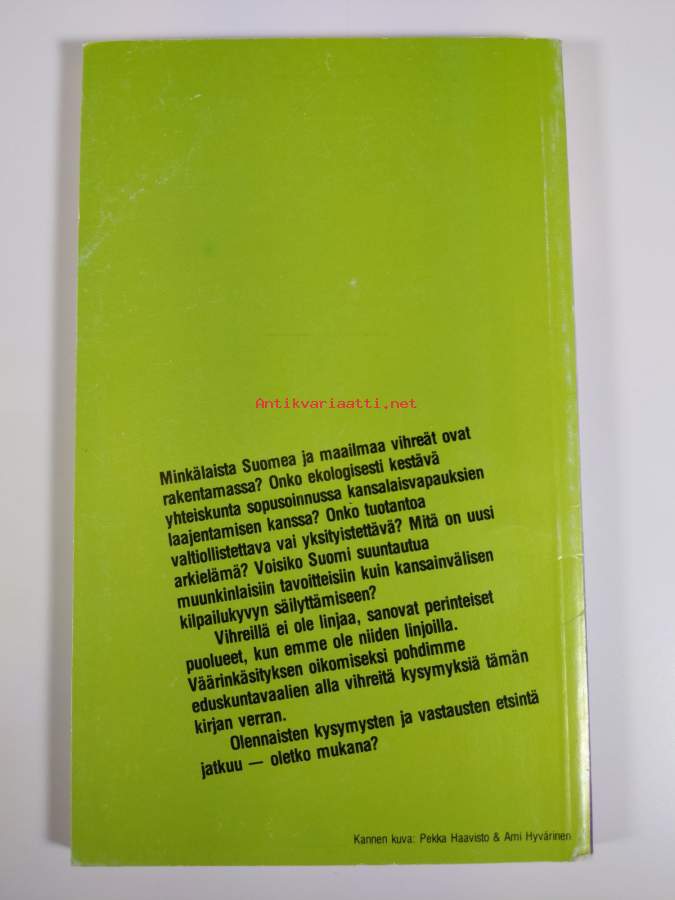 Antikvariaatti.net
Minkälaista Suomea ja maailmaa vihreät ovat
rakentamassa? Onko ekologisesti kestävä
yhteiskunta sopusoinnussa kansalaisvapauksien
laajentamisen kanssa? Onko tuotantoa
valtiollistettava vai yksityistettävä? Mitä on uusi
arkielämä? Voisiko Suomi suuntautua
muunkinlaisiin tavoitteisiin kuin kansainvälisen
kilpailukyvyn säilyttämiseen?
Vihreillä ei ole linjaa, sanovat perinteiset
puolueet, kun emme ole niiden linjoilla.
Väärinkäsityksen oikomiseksi pohdimme
eduskuntavaalien alla vihreitä kysymyksiä tämän
kirjan verran.
Olennaisten kysymysten ja vastausten etsintä
jatkuu — oletko mukana?
Kannen kuva: Pekka Haavisto & Ami Hyvärinen